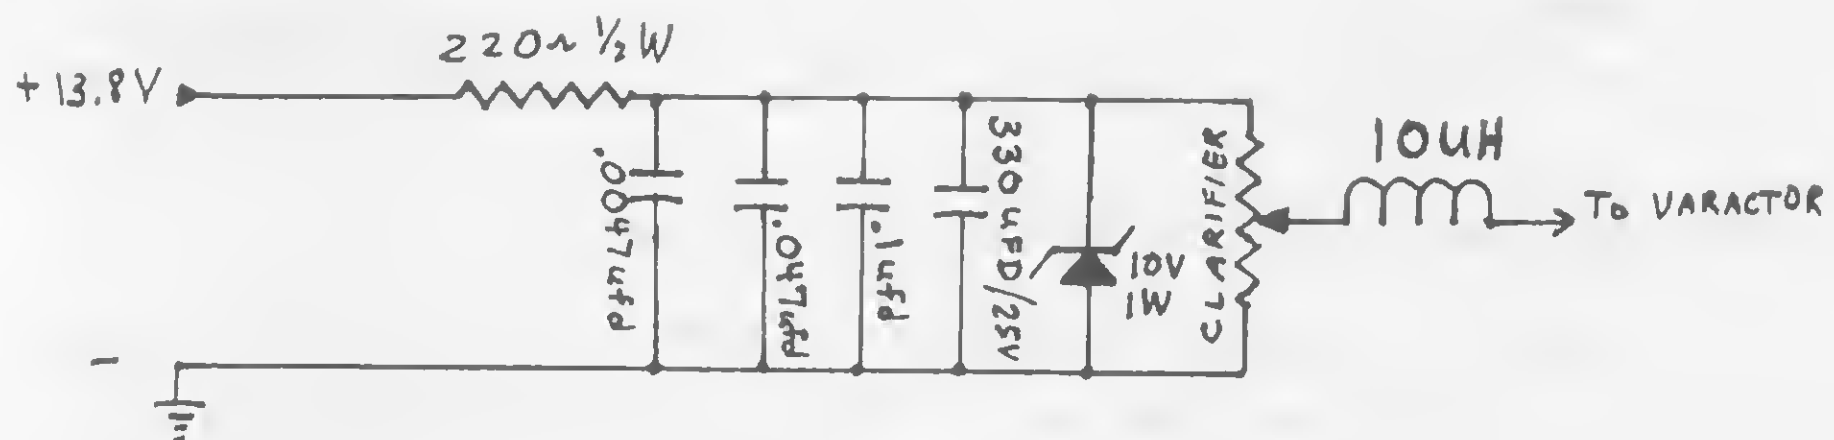 220Ω ½W
+ 13.8V
.0047ufd
.047ufd
.1ufd
330uFD/25V
10V
1W
CLARIFIER
10UH
TO VARACTOR
-